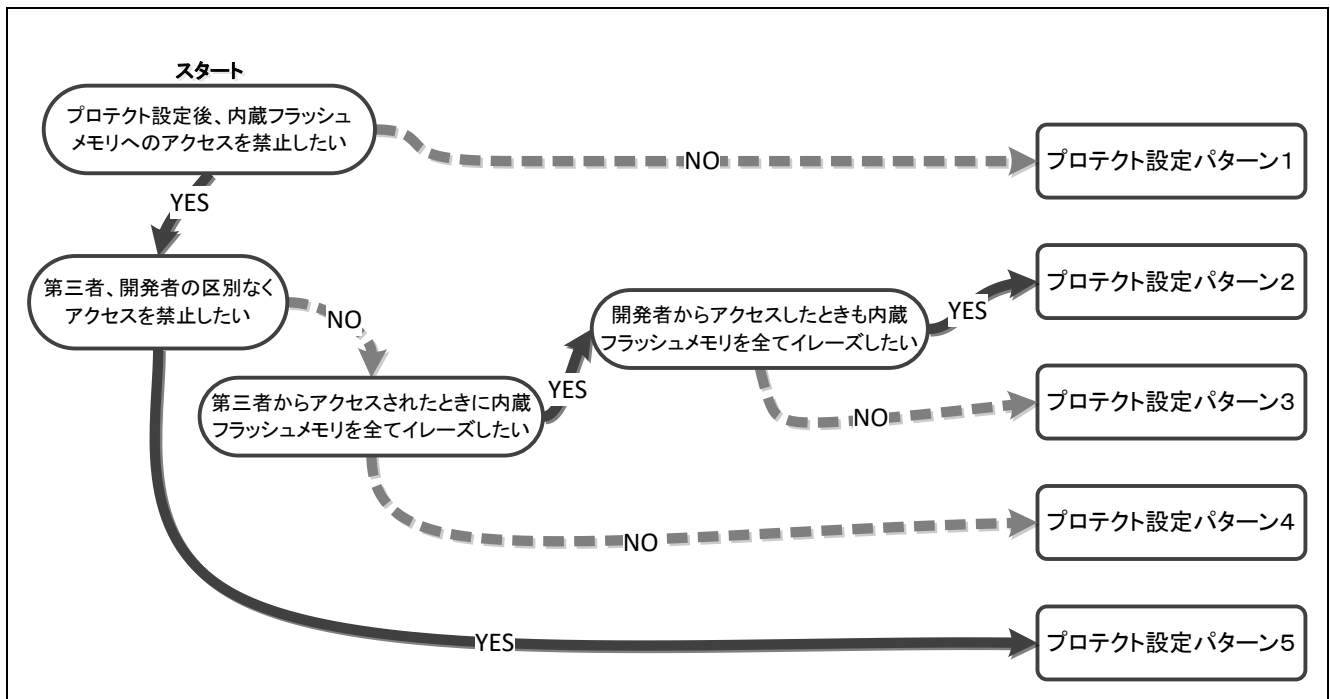 スタート
プロテクト設定後、内蔵フラッシュ
メモリへのアクセスを禁止したい
NO
プロテクト設定パターン1
YES
第三者、開発者の区別なく
アクセスを禁止したい
NO
開発者からアクセスしたときも内蔵
フラッシュメモリを全てイレーズしたい
YES
プロテクト設定パターン2
第三者からアクセスされたときに内蔵
フラッシュメモリを全てイレーズしたい
YES
NO
プロテクト設定パターン3
NO
プロテクト設定パターン4
YES
プロテクト設定パターン5